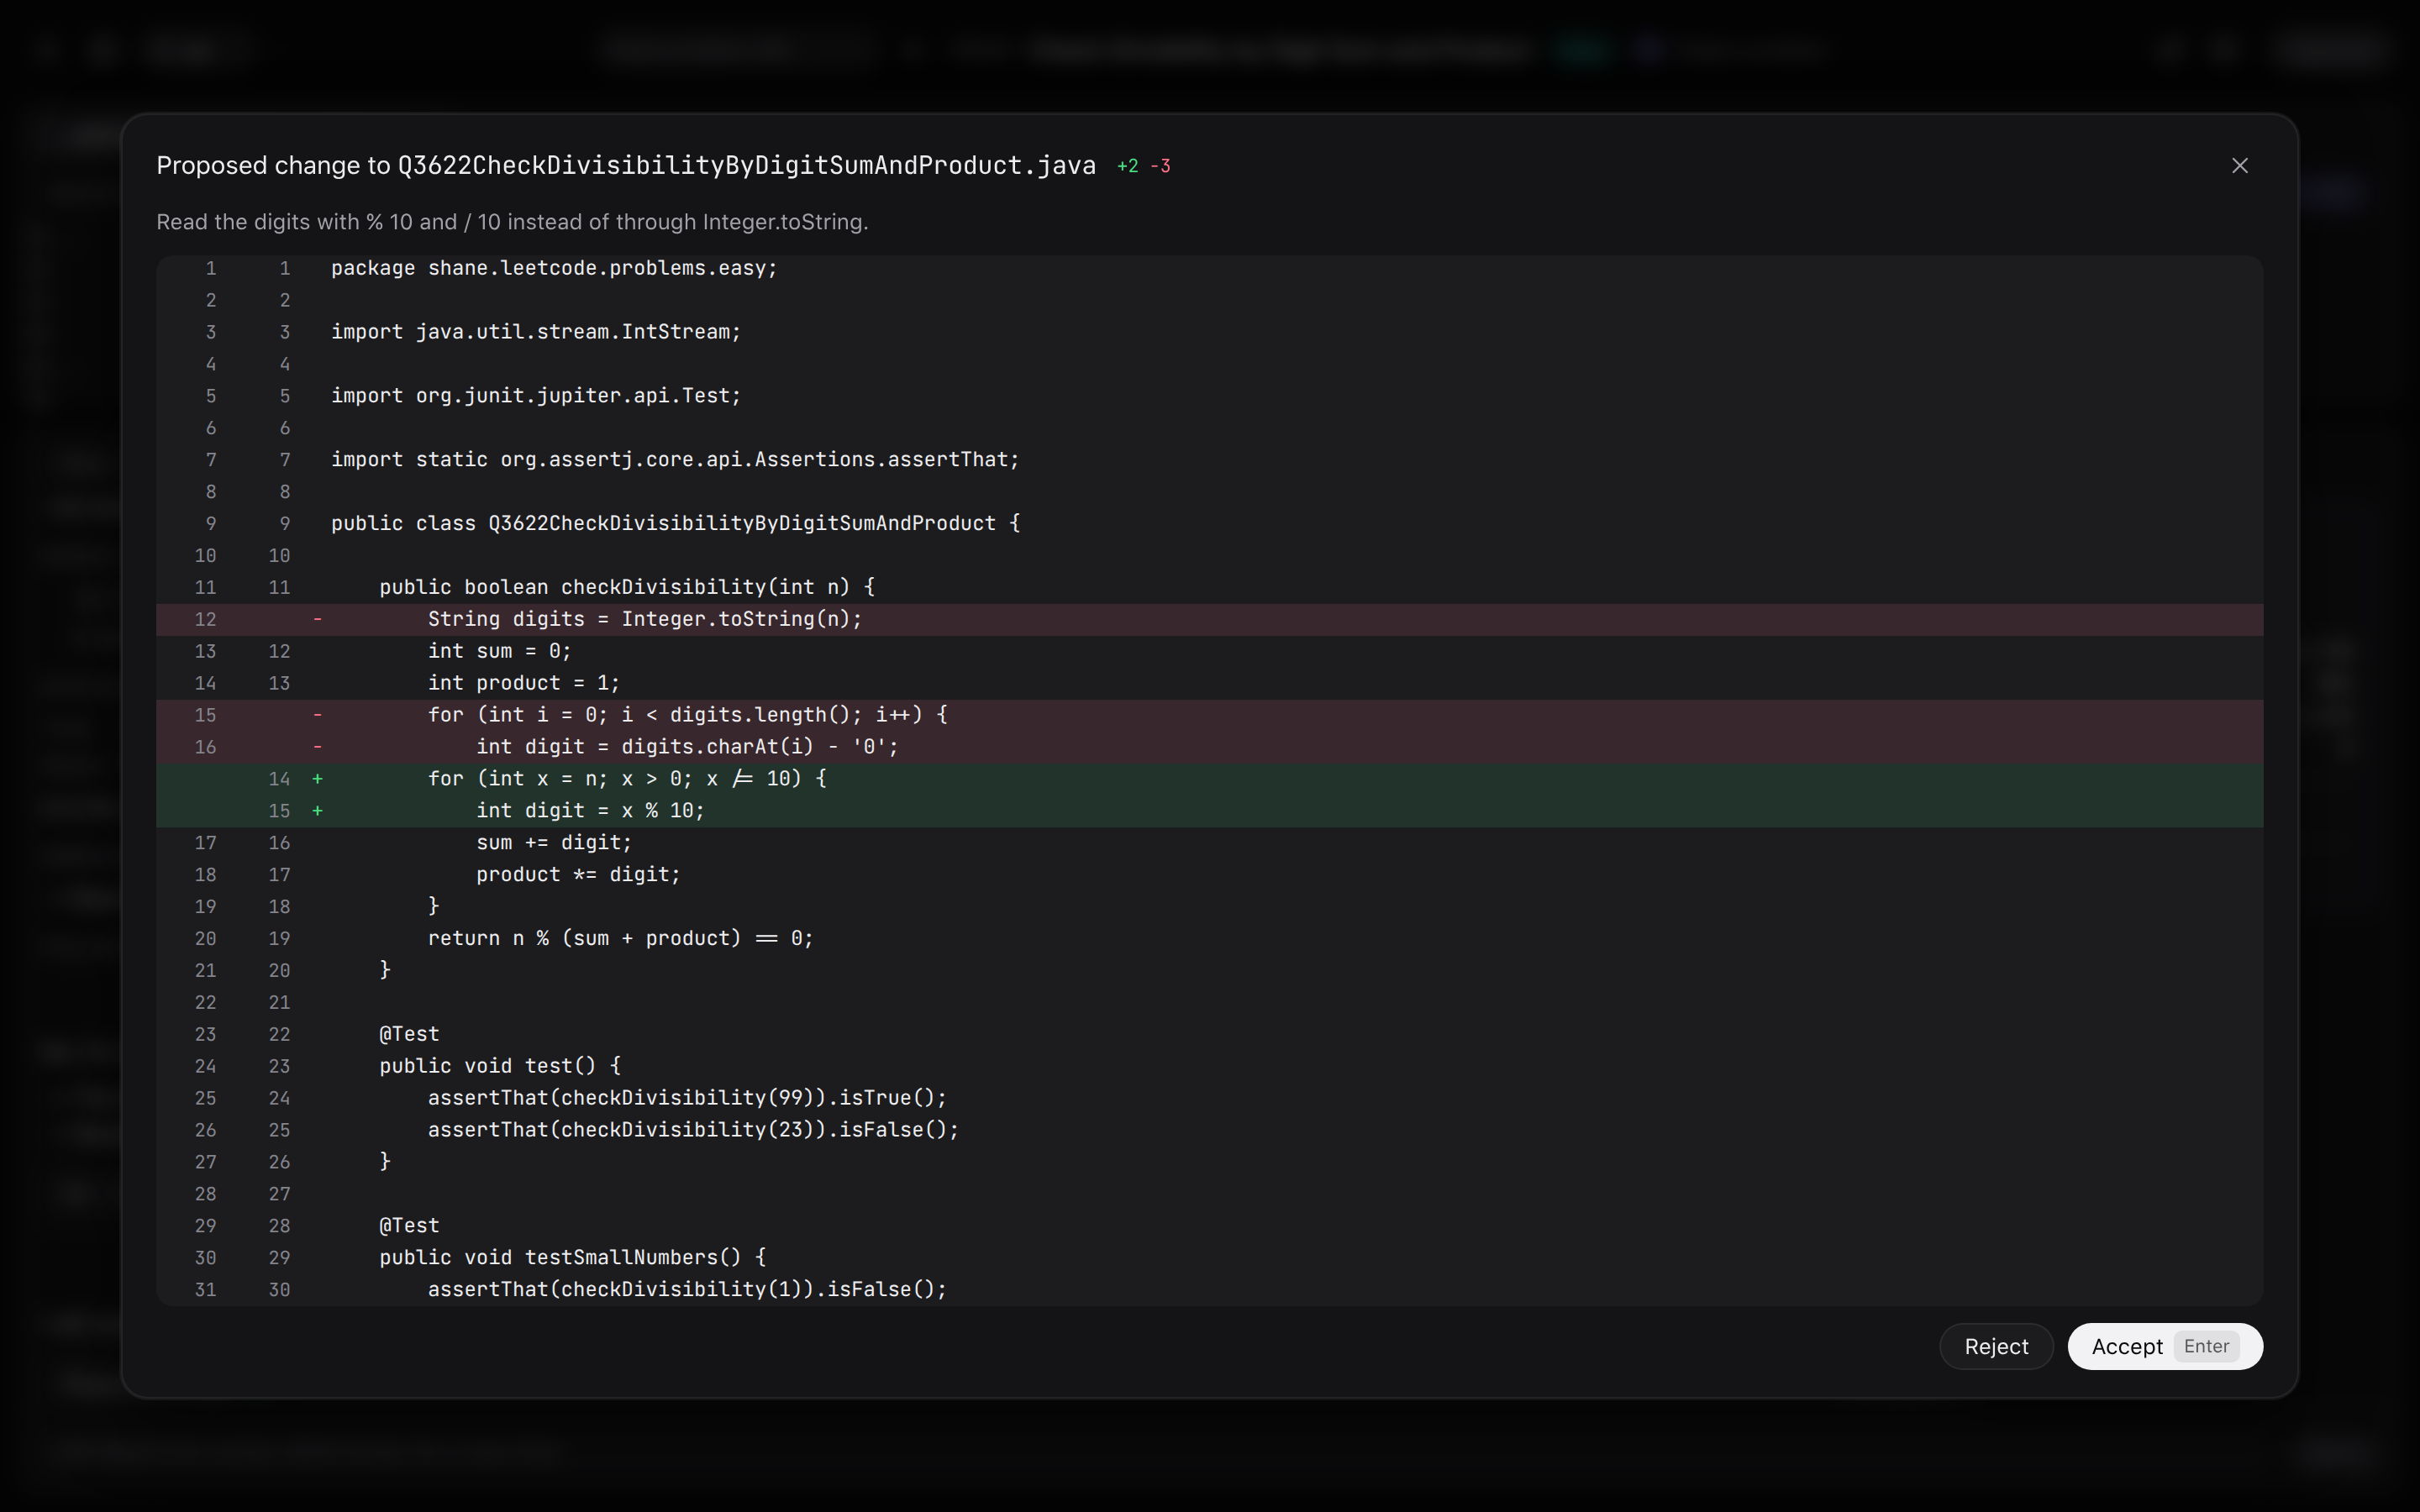 Proposed change to Q3622CheckDivisibilityByDigitSumAndProduct.java +2 -3
Read the digits with % 10 and / 10 instead of through Integer.toString.
1 1 package shane.leetcode.problems.easy;
2 2
3 3 import java.util.stream.IntStream;
4 4
5 5 import org.junit.jupiter.api.Test;
6 6
7 7 import static org.assertj.core.api.Assertions.assertThat;
8 8
9 9 public class Q3622CheckDivisibilityByDigitSumAndProduct {
10 10
11 11     public boolean checkDivisibility(int n) {
12 -         String digits = Integer.toString(n);
13 12         int sum = 0;
14 13         int product = 1;
15 -         for (int i = 0; i < digits.length(); i++) {
16 -             int digit = digits.charAt(i) - '0';
14 +         for (int x = n; x > 0; x /= 10) {
15 +             int digit = x % 10;
17 16             sum += digit;
18 17             product *= digit;
19 18         }
20 19         return n % (sum + product) == 0;
21 20     }
22 21
23 22     @Test
24 23     public void test() {
25 24         assertThat(checkDivisibility(99)).isTrue();
26 25         assertThat(checkDivisibility(23)).isFalse();
27 26     }
28 27
29 28     @Test
30 29     public void testSmallNumbers() {
31 30         assertThat(checkDivisibility(1)).isFalse();
Reject Accept Enter